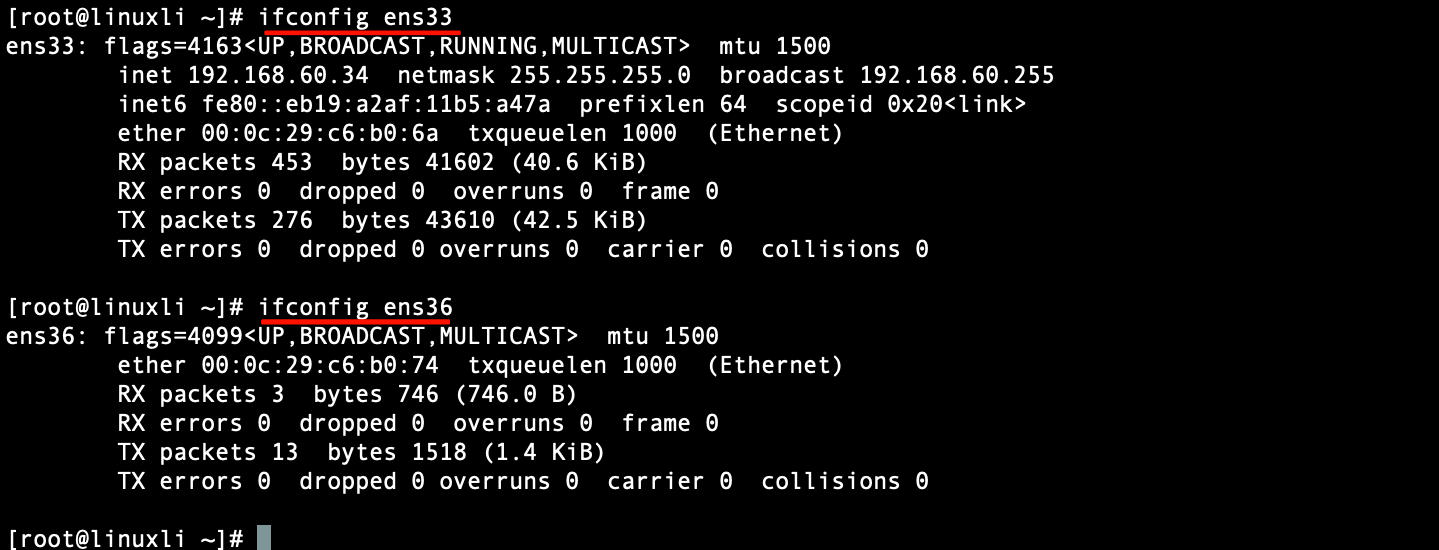 [root@linuxli ~]# ifconfig ens33
ens33: flags=4163<UP,BROADCAST,RUNNING,MULTICAST>  mtu 1500
        inet 192.168.60.34  netmask 255.255.255.0  broadcast 192.168.60.255
        inet6 fe80::eb19:a2af:11b5:a47a  prefixlen 64  scopeid 0x20<link>
        ether 00:0c:29:c6:b0:6a  txqueuelen 1000  (Ethernet)
        RX packets 453  bytes 41602 (40.6 KiB)
        RX errors 0  dropped 0  overruns 0  frame 0
        TX packets 276  bytes 43610 (42.5 KiB)
        TX errors 0  dropped 0 overruns 0  carrier 0  collisions 0

[root@linuxli ~]# ifconfig ens36
ens36: flags=4099<UP,BROADCAST,MULTICAST>  mtu 1500
        ether 00:0c:29:c6:b0:74  txqueuelen 1000  (Ethernet)
        RX packets 3  bytes 746 (746.0 B)
        RX errors 0  dropped 0  overruns 0  frame 0
        TX packets 13  bytes 1518 (1.4 KiB)
        TX errors 0  dropped 0 overruns 0  carrier 0  collisions 0

[root@linuxli ~]#